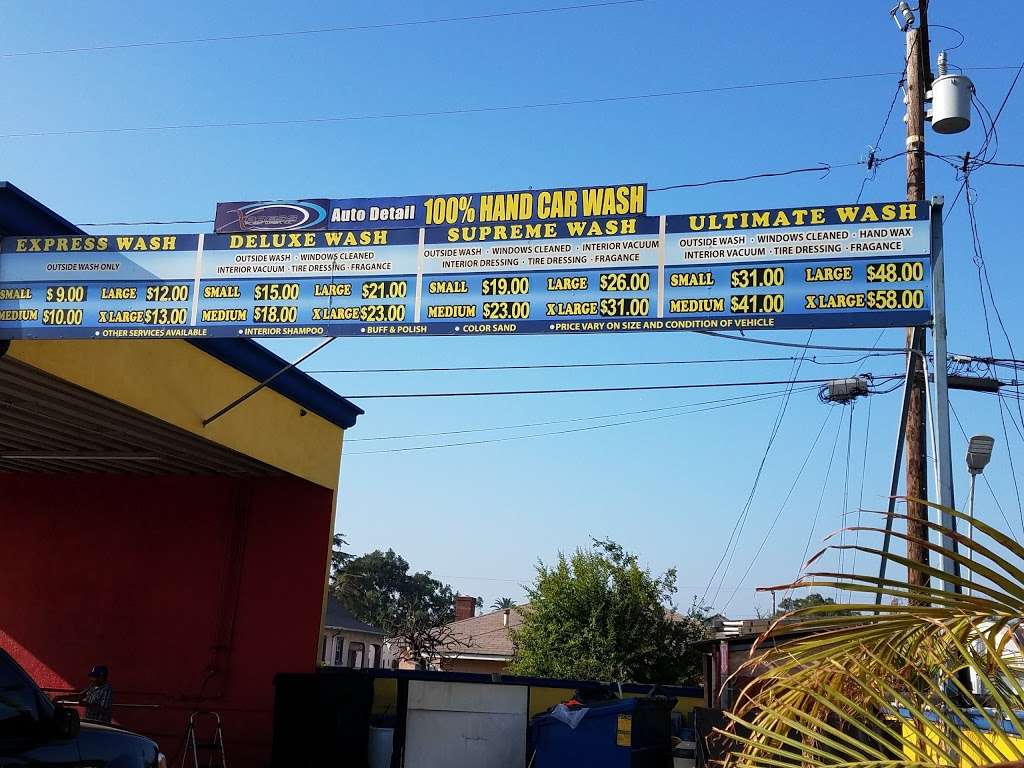 Auto Detail 100% HAND CAR WASH
EXPRESS WASH
OUTSIDE WASH ONLY
SMALL $9.00 LARGE $12.00
MEDIUM $10.00 X LARGE $13.00
DELUXE WASH
OUTSIDE WASH · WINDOWS CLEANED
INTERIOR VACUUM · TIRE DRESSING · FRAGANCE
SMALL $15.00 LARGE $21.00
MEDIUM $18.00 X LARGE $23.00
SUPREME WASH
OUTSIDE WASH · WINDOWS CLEANED · INTERIOR VACUUM
INTERIOR DRESSING · TIRE DRESSING · FRAGANCE
SMALL $19.00 LARGE $26.00
MEDIUM $23.00 X LARGE $31.00
ULTIMATE WASH
OUTSIDE WASH · WINDOWS CLEANED · HAND WAX
INTERIOR VACUUM · TIRE DRESSING · FRAGANCE
SMALL $31.00 LARGE $48.00
MEDIUM $41.00 X LARGE $58.00
• OTHER SERVICES AVAILABLE • INTERIOR SHAMPOO • BUFF & POLISH • COLOR SAND • PRICE VARY ON SIZE AND CONDITION OF VEHICLE